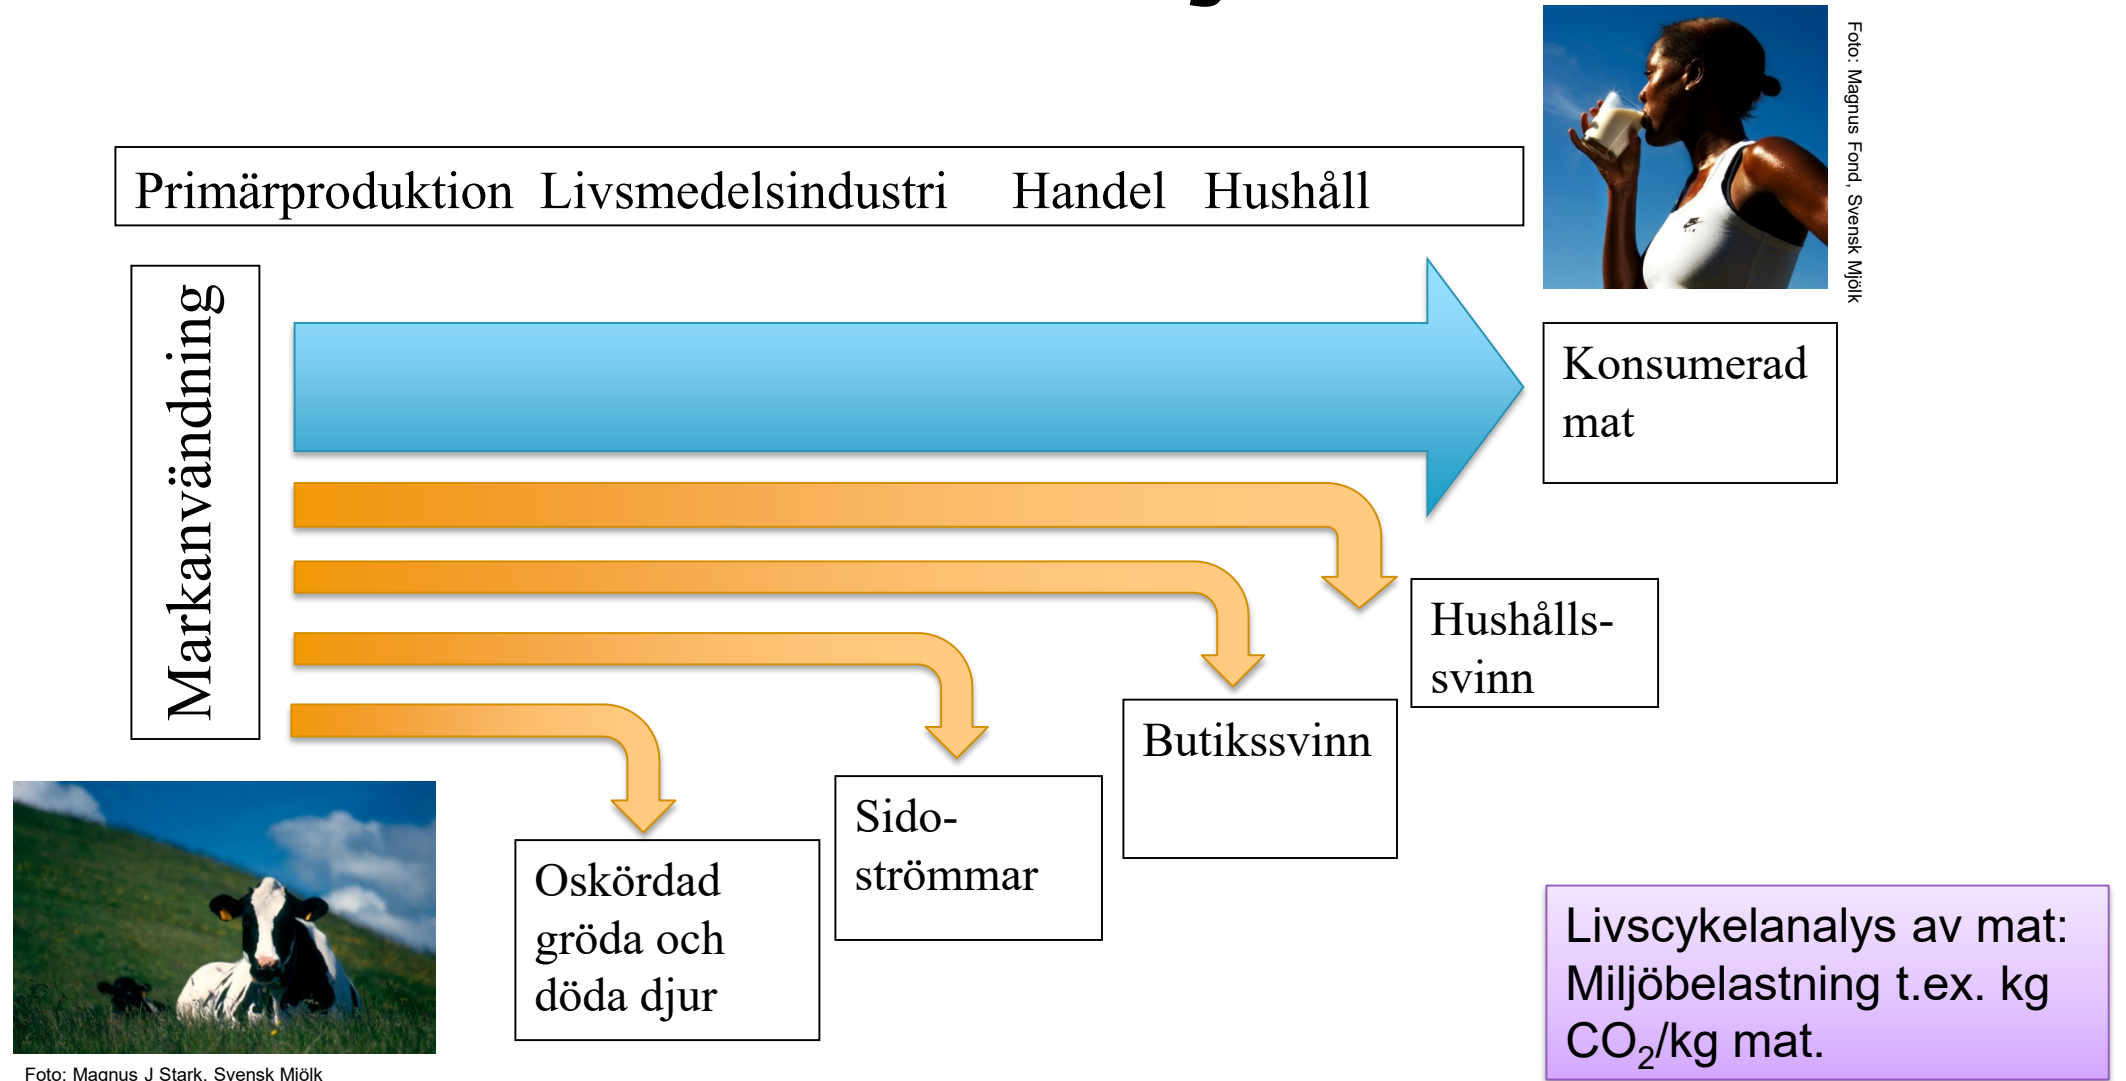 Foto: Magnus Fond, Svensk Mjölk
Primärproduktion Livsmedelsindustri Handel Hushåll
Markanvändning
Konsumerad
mat
Hushålls-
svinn
Butikssvinn
Sido-
strömmar
Oskördad
gröda och
döda djur
Livscykelanalys av mat:
Miljöbelastning t.ex. kg
CO₂/kg mat.
Foto: Magnus J Stark, Svensk Mjölk